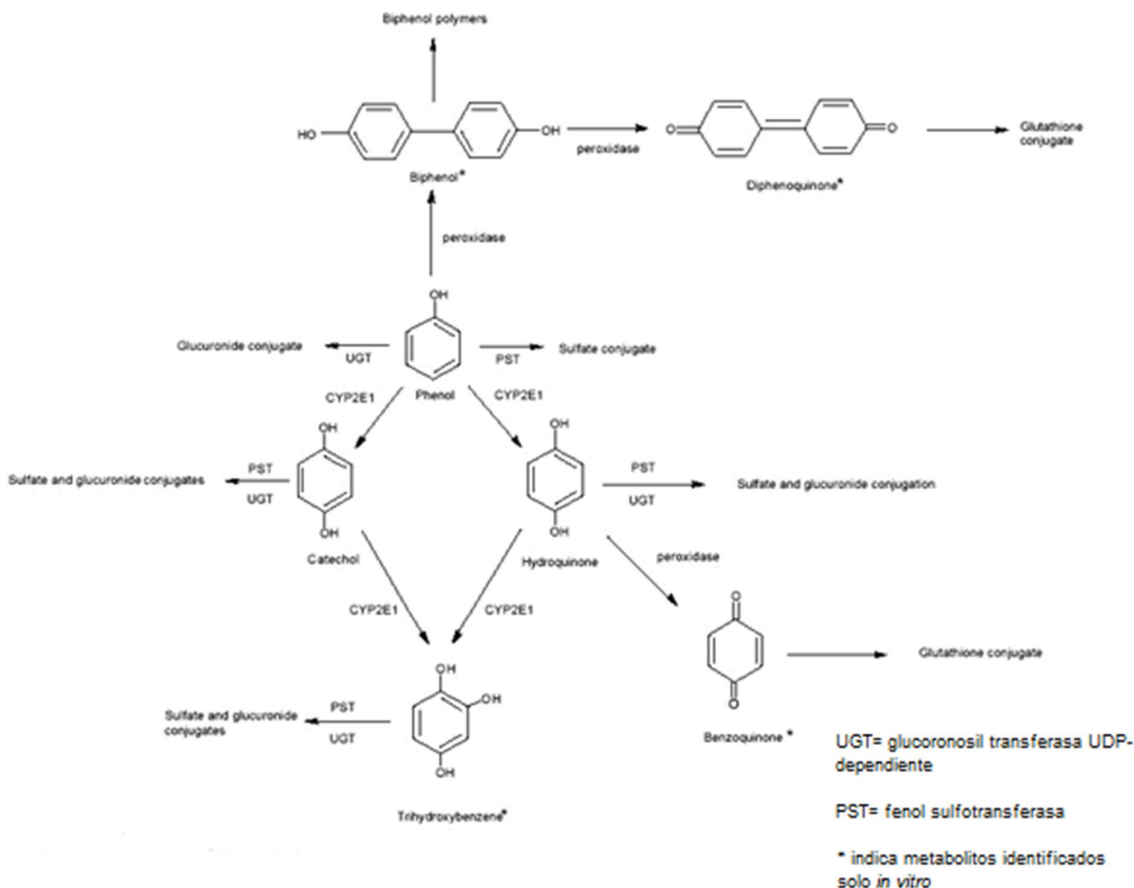 Biphenol polymers
HO
OH
peroxidase
O
O
Glutathione
conjugate
Biphenol*
Diphenoquinone*
peroxidase
OH
Glucuronide conjugate
UGT
PST
Sulfate conjugate
Phenol
CYP2E1
CYP2E1
OH
OH
Sulfate and glucuronide conjugates
PST
UGT
PST
UGT
Sulfate and glucuronide conjugation
OH
OH
Catechol
Hydroquinone
peroxidase
CYP2E1
CYP2E1
O
O
Glutathione conjugate
Benzoquinone *
OH
OH
Sulfate and glucuronide
conjugates
PST
UGT
OH
Trihydroxybenzene*
UGT= glucoronosil transferasa UDP-
dependiente
PST= fenol sulfotransferasa
* indica metabolitos identificados
solo in vitro